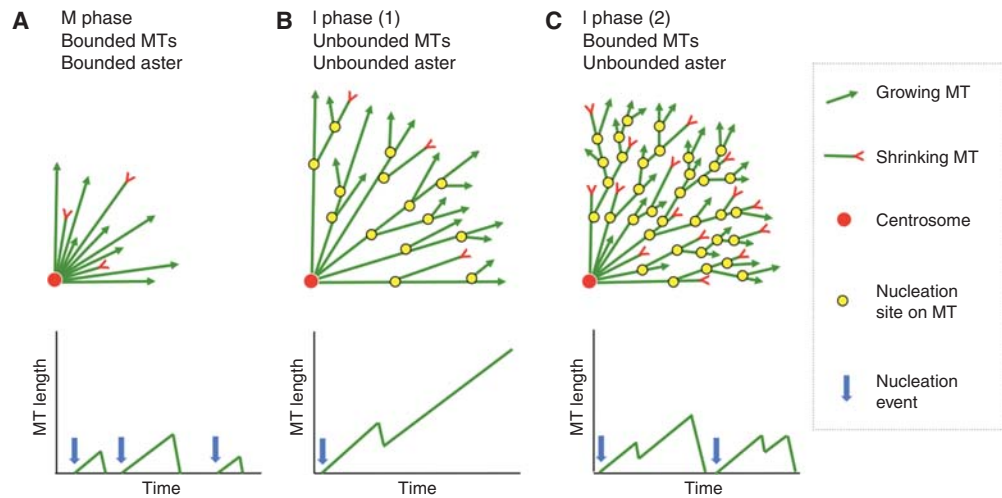 A
M phase
Bounded MTs
Bounded aster
B
I phase (1)
Unbounded MTs
Unbounded aster
C
I phase (2)
Bounded MTs
Unbounded aster
Growing MT
Shrinking MT
Centrosome
Nucleation
site on MT
Nucleation
event
MT length
Time
MT length
Time
MT length
Time